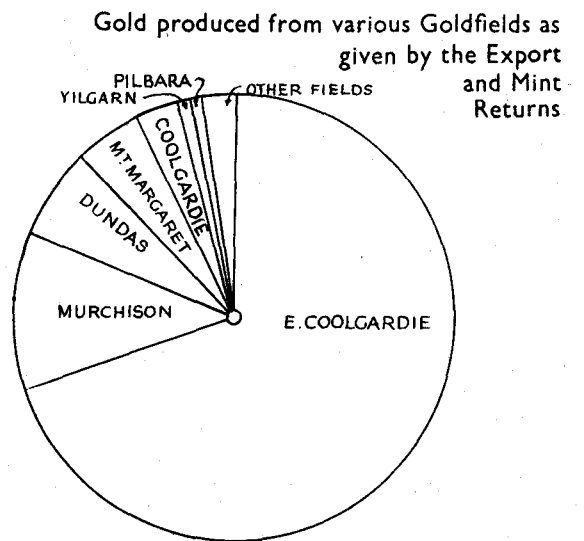 Gold produced from various Goldfields as
given by the Export
and Mint
Returns
PILBARA
YILGARN
OTHER FIELDS
COOLGARDIE
MT. MARGARET
DUNDAS
MURCHISON
E. COOLGARDIE